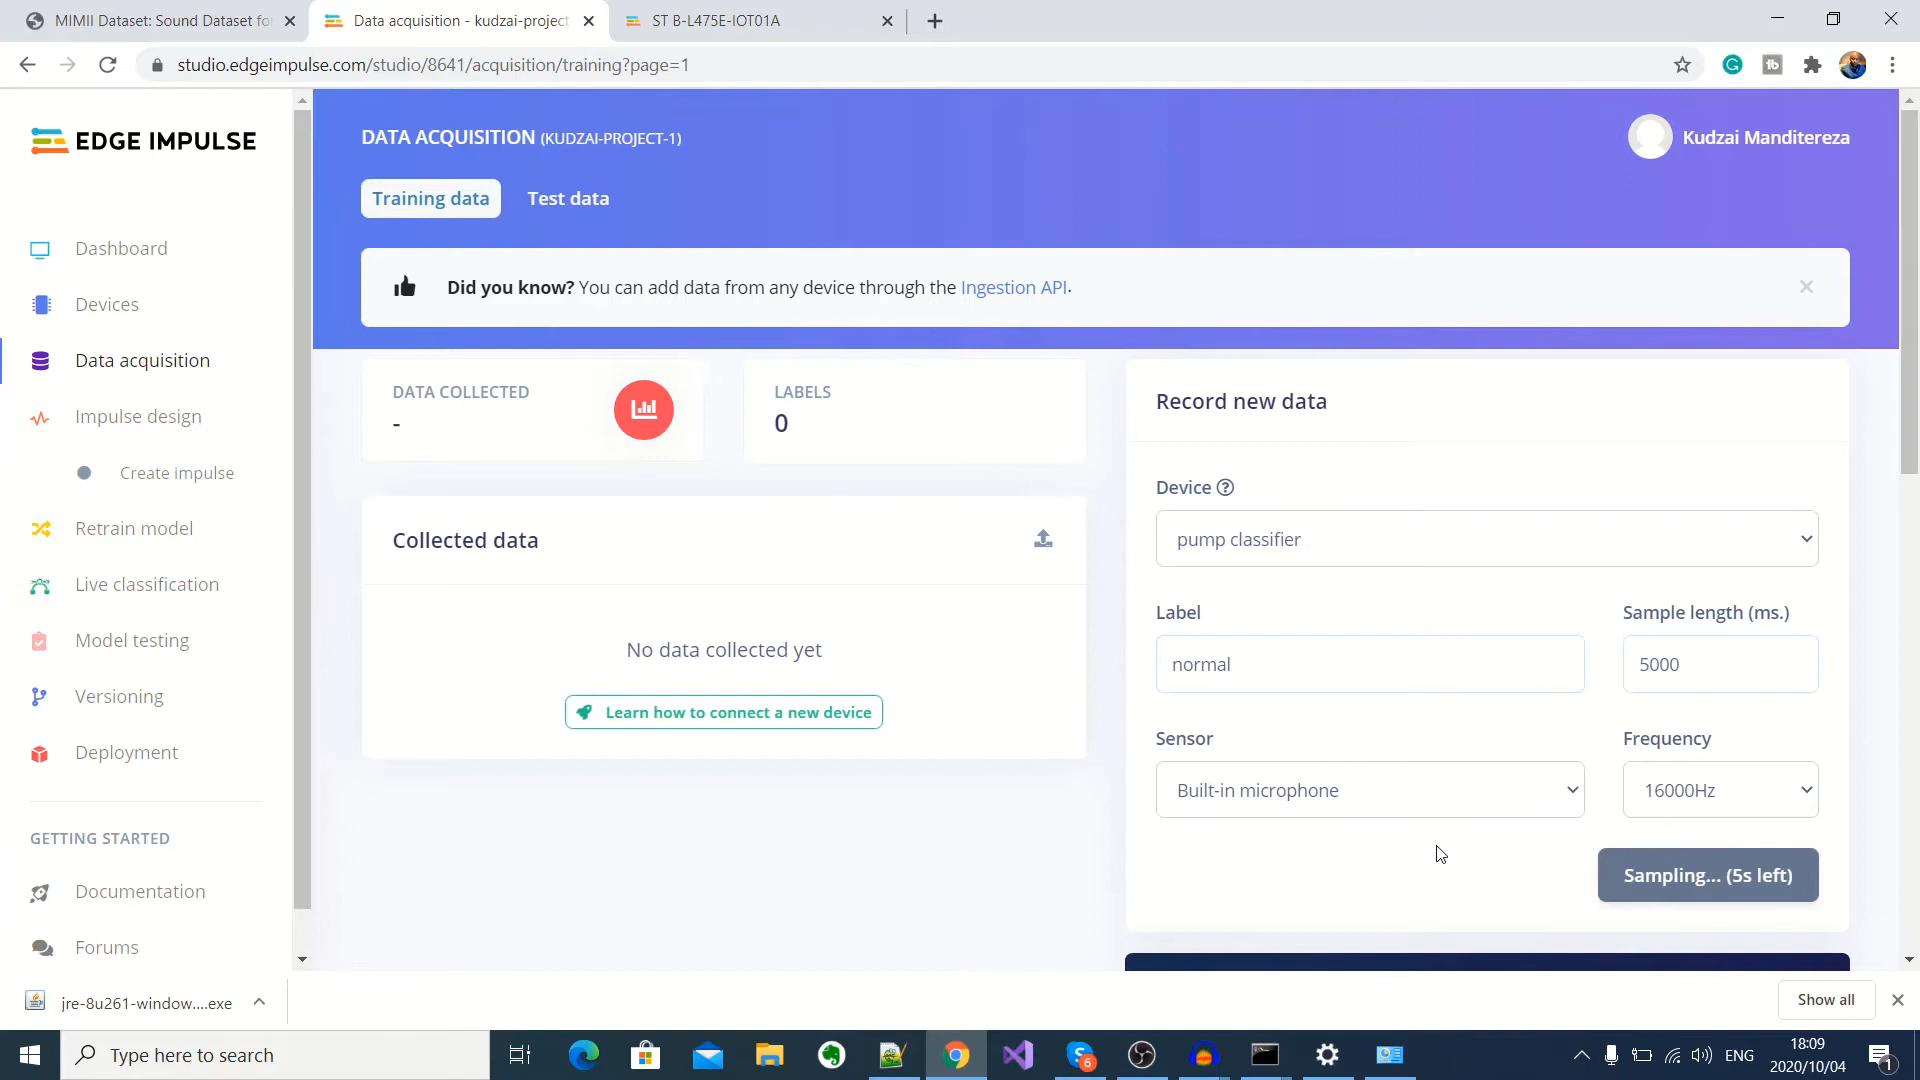 MIMII Dataset: Sound Dataset fo
Data acquisition - kudzai-project
ST B-L475E-IOT01A
studio.edgeimpulse.com/studio/8641/acquisition/training?page=1
EDGE IMPULSE
Dashboard
Devices
Data acquisition
Impulse design
Create impulse
Retrain model
Live classification
Model testing
Versioning
Deployment
GETTING STARTED
Documentation
Forums
DATA ACQUISITION (KUDZAI-PROJECT-1)
Kudzai Manditereza
Training data
Test data
Did you know? You can add data from any device through the Ingestion API.
DATA COLLECTED
-
LABELS
0
Collected data
No data collected yet
Learn how to connect a new device
Record new data
Device
pump classifier
Label
Sample length (ms.)
normal
5000
Sensor
Frequency
Built-in microphone
16000Hz
Sampling... (5s left)
jre-8u261-window....exe
Show all
Type here to search
6
ENG
18:09
2020/10/04
1